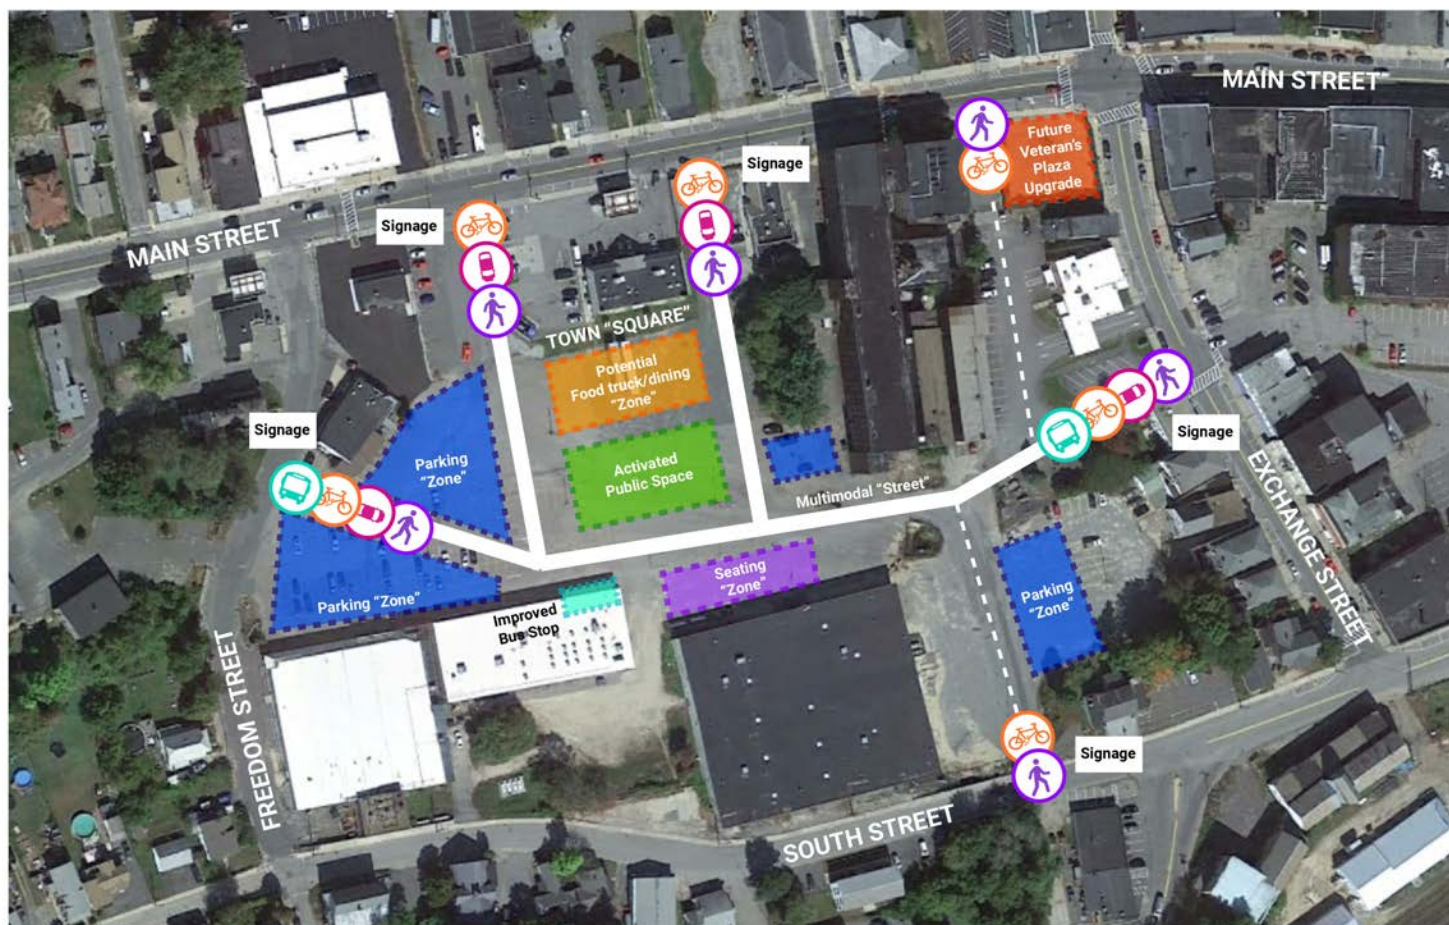 MAIN STREET
Future
Veteran's
Plaza
Upgrade
Signage
MAIN STREET
Signage
TOWN "SQUARE"
Potential
Food truck/dining
"Zone"
Signage
Signage
Parking
"Zone"
Activated
Public Space
Multimodal "Street"
EXCHANGE STREET
Seating
"Zone"
Parking
"Zone"
Parking "Zone"
Improved
Bus Stop
FREEDOM STREET
Signage
SOUTH STREET